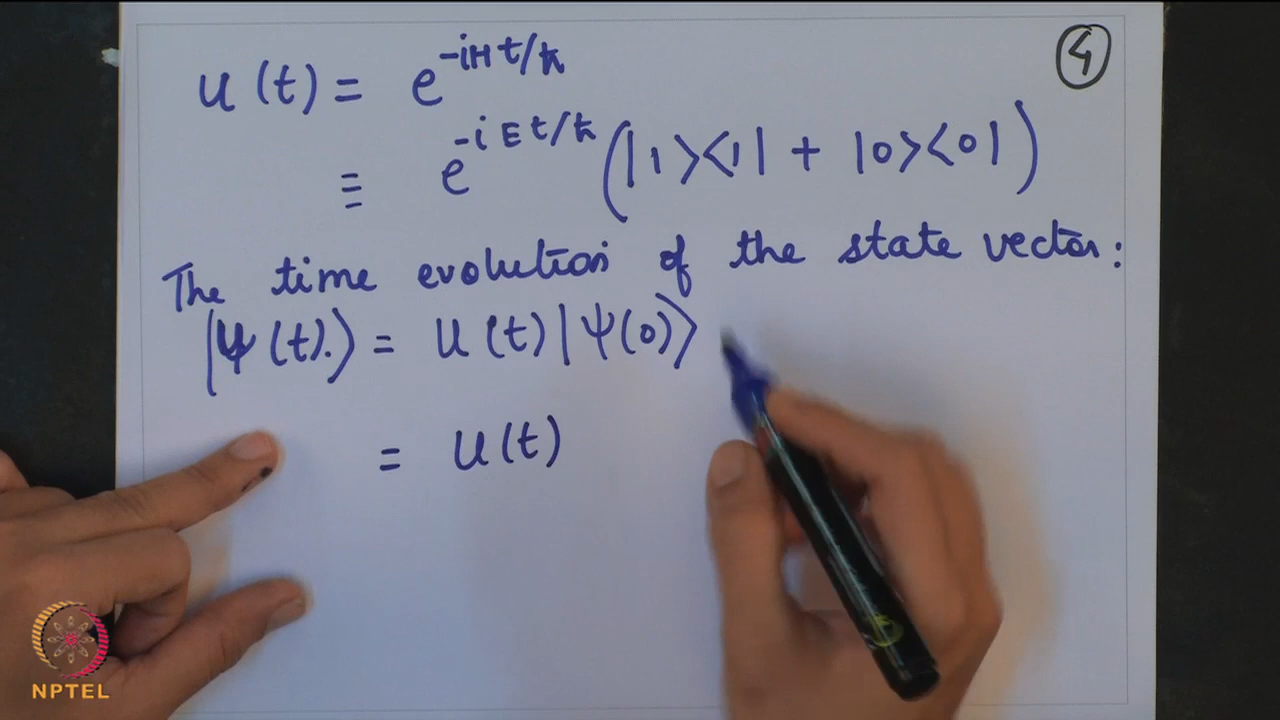 U(t) = e^{-iHt/ħ}
④
≡ e^{-iEt/ħ} (|1><1| + |0><0|)
The time evolution of the state vector:
|Ψ(t).> = U(t)|Ψ(0)>
= U(t)
NPTEL